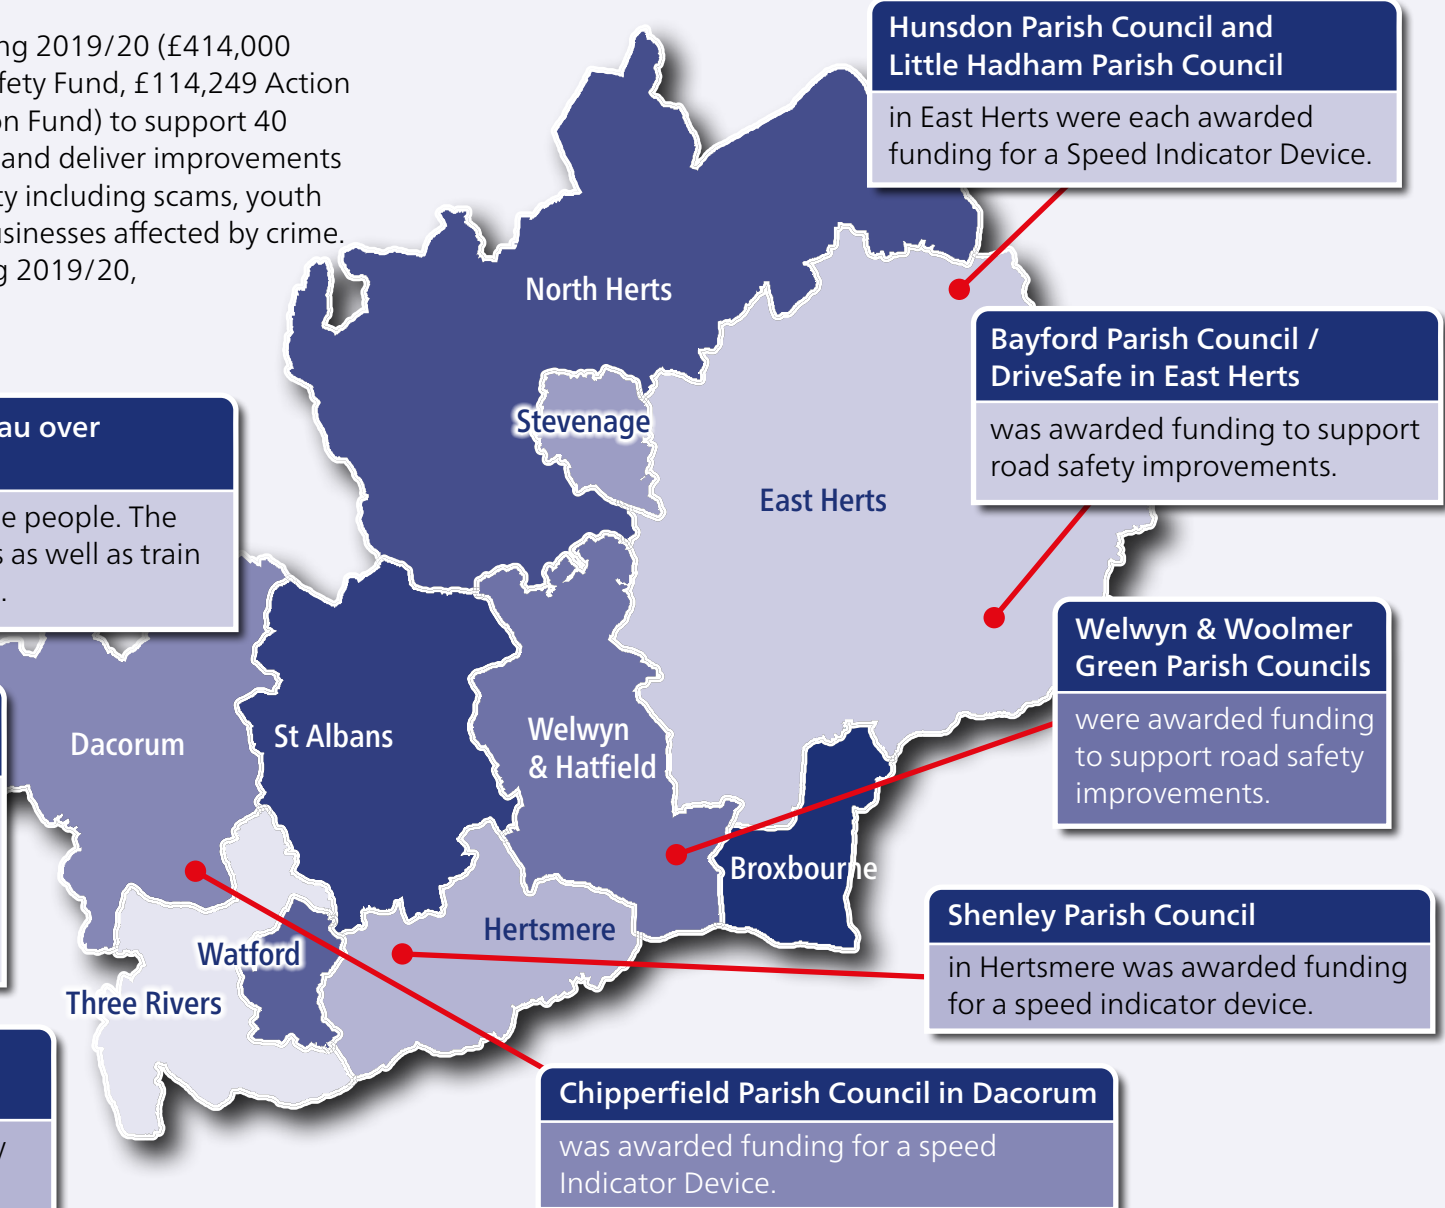 ng 2019/20 (£414,000
fety Fund, £114,249 Action
on Fund) to support 40
and deliver improvements
ty including scams, youth
usinesses affected by crime.
g 2019/20,
Hunsdon Parish Council and
Little Hadham Parish Council
in East Herts were each awarded
funding for a Speed Indicator Device.
North Herts
Bayford Parish Council /
DriveSafe in East Herts
was awarded funding to support
road safety improvements.
Stevenage
East Herts
au over
e people. The
s as well as train
.
Welwyn & Woolmer
Green Parish Councils
were awarded funding
to support road safety
improvements.
Dacorum
St Albans
Welwyn
& Hatfield
Broxbourne
Hertsmere
Watford
Three Rivers
Shenley Parish Council
in Hertsmere was awarded funding
for a speed indicator device.
Chipperfield Parish Council in Dacorum
was awarded funding for a speed
Indicator Device.
y